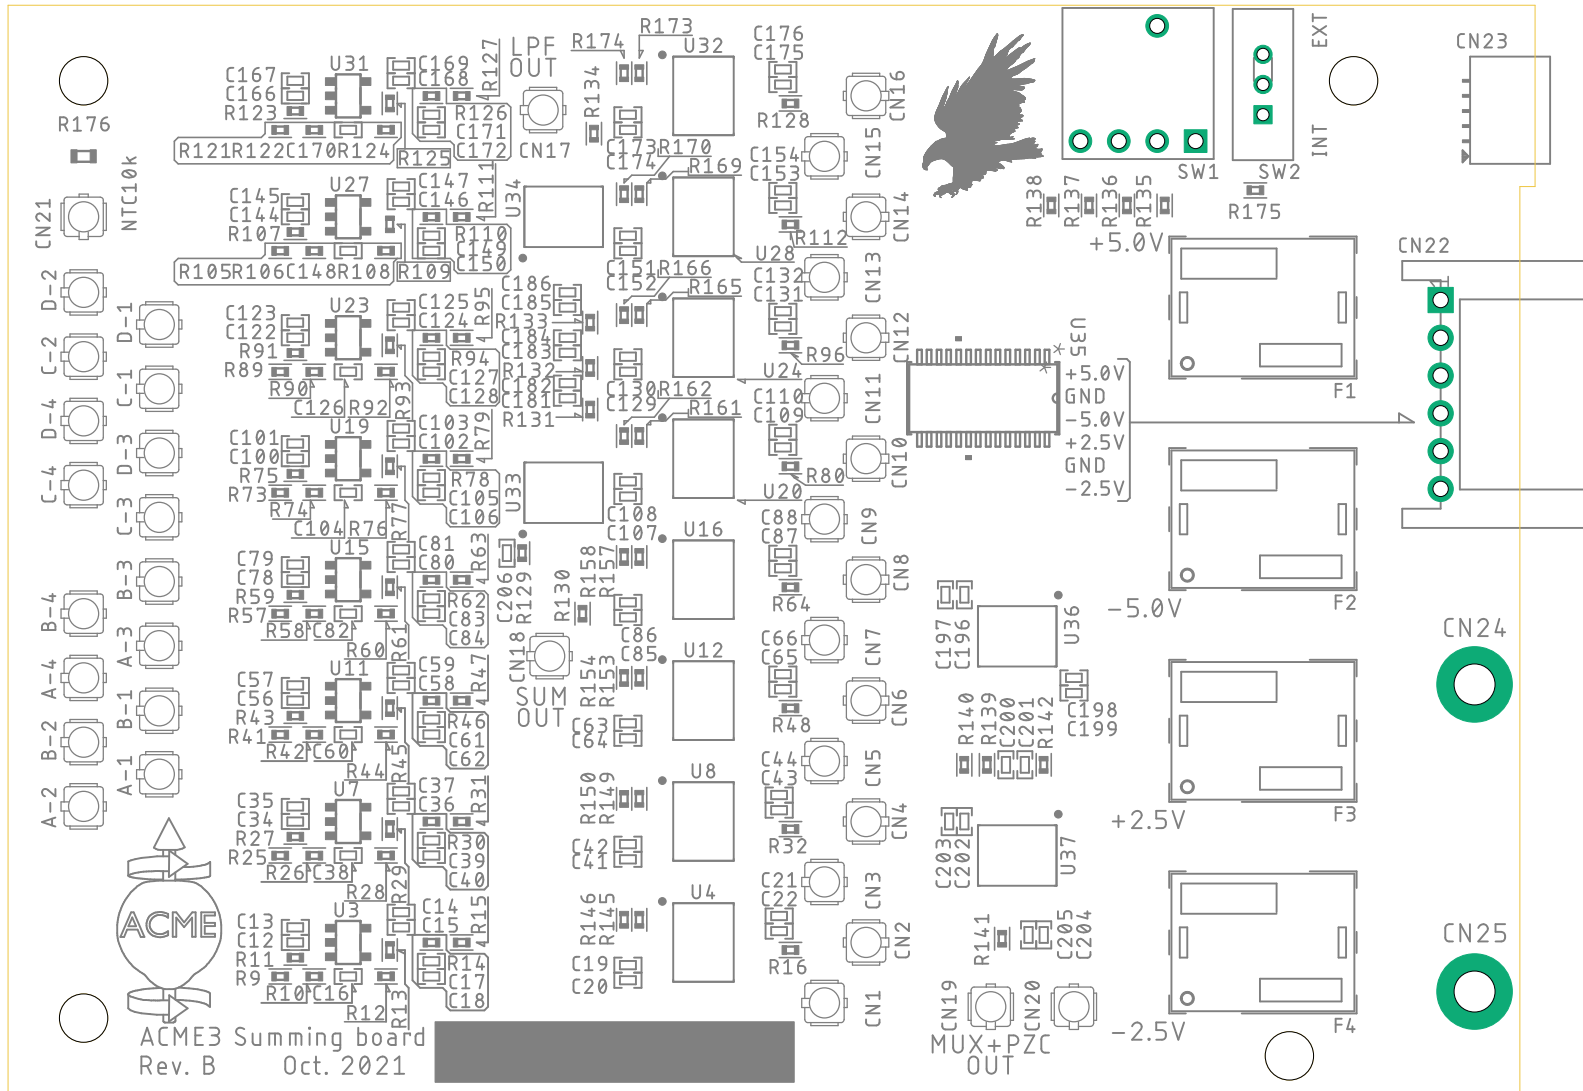 R173
R174
LPF
OUT
R127
U31
C169
C168
C167
C166
R123
R126
C171
C172
R121 R122 C170 R124
R125
R134
U32
C176
C175
R128
CN16
CN17
C173
C174
R170
R169
C154
C153
CN15
EXT
INT
SW1
SW2
CN23
R176
NTC10k
CN21
U27
C147
C146
R111
C145
C144
R107
R110
C149
C150
R105 R106 C148 R108
R109
U34
U28
R112
CN14
R138
R137
R136
R135
R175
+5.0V
CN22
1
D-2
D-1
C-2
C-1
D-4
D-3
C-4
C-3
B-3
B-4
A-3
A-4
B-1
B-2
A-1
A-2
U23
C125
C124
R95
C123
C122
R91
R89
R90
C126
R92
R93
R94
C127
C128
C186
C185
R133
C184
C183
R132
C182
C181
R131
C151
C152
R166
R165
C132
C131
CN13
CN12
R96
U24
U35
+5.0V
GND
-5.0V
+2.5V
GND
-2.5V
F1
U19
C103
C102
R79
C101
C100
R75
R73
R74
C104
R76
R77
R78
C105
C106
U33
C130
C129
R162
R161
C110
C109
CN11
CN10
R80
U20
U15
C81
C80
R63
C79
C78
R59
R57
R58
C82
R60
R61
R62
C83
C84
C206
R129
R130
R158
R157
C108
C107
U16
C88
C87
R64
CN9
CN8
-5.0V
F2
U11
C59
C58
R47
C57
C56
R43
R41
R42
C60
R44
R45
R46
C61
C62
CN18
SUM
OUT
R154
R153
C86
C85
U12
C66
C65
R48
CN7
CN6
C63
C64
C197
C196
U36
C198
C199
R140
R139
C200
C201
R142
CN24
+2.5V
F3
U7
C37
C36
R31
C35
C34
R27
R25
R26
C38
R28
R29
R30
C39
C40
R150
R149
C42
C41
U8
C44
C43
R32
CN5
CN4
C203
C202
U37
ACME
U3
C14
C15
R15
C13
C12
R11
R9
R10
C16
R12
R13
R14
C17
C18
R146
R145
C19
C20
U4
C21
C22
R16
CN3
CN2
CN1
R141
C205
C204
CN19
CN20
MUX+PZC
OUT
CN25
-2.5V
F4
ACME3 Summing board
Rev. B
Oct. 2021